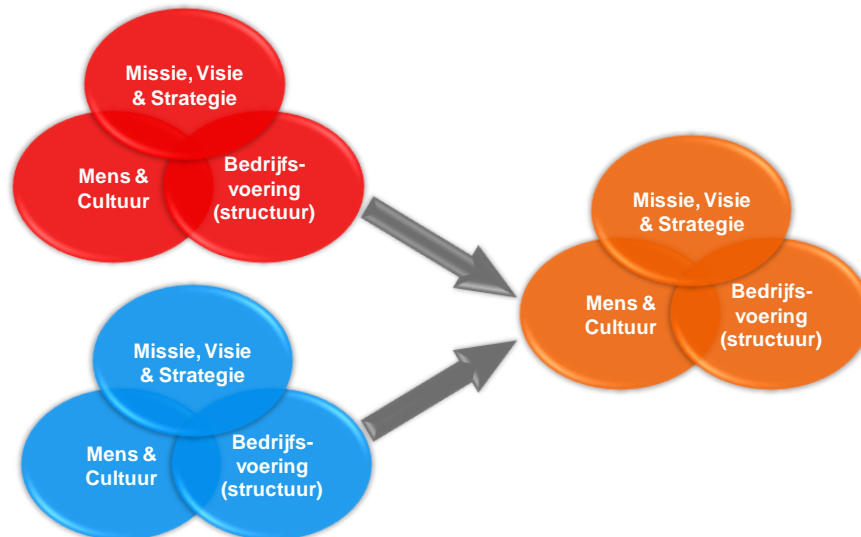 Missie, Visie
& Strategie
Mens &
Cultuur
Bedrijfs-
voering
(structuur)
Missie, Visie
& Strategie
Mens &
Cultuur
Bedrijfs-
voering
(structuur)
Missie, Visie
& Strategie
Mens &
Cultuur
Bedrijfs-
voering
(structuur)